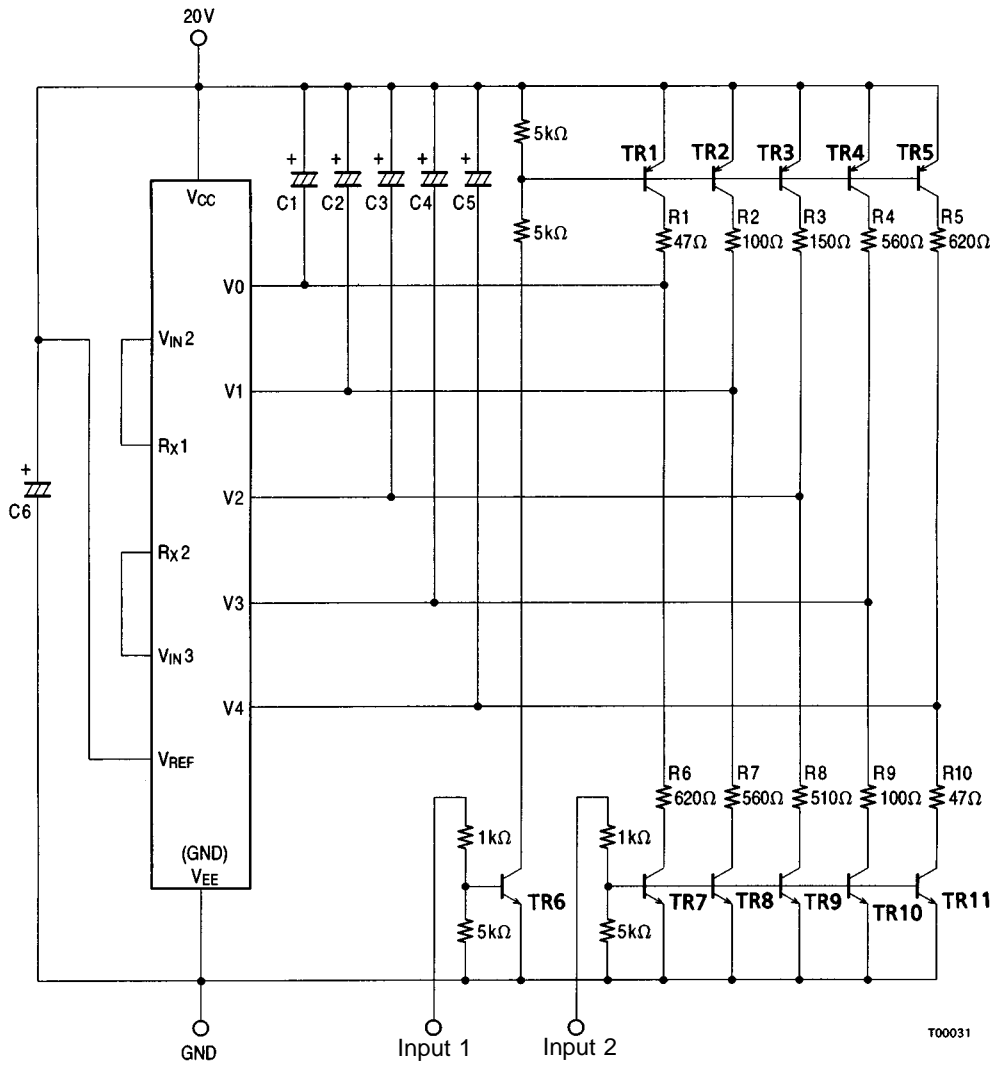 20V
5kΩ
TR1 TR2 TR3 TR4 TR5
+ + + + +
VCC
C1 C2 C3 C4 C5
R1 R2 R3 R4 R5
5kΩ
47Ω 100Ω 150Ω 560Ω 620Ω
V0
VIN2
V1
RX1
+
V2
C6
RX2
V3
VIN3
V4
VREF
R6 R7 R8 R9 R10
620Ω 560Ω 510Ω 100Ω 47Ω
1kΩ 1kΩ
(GND)
VEE
TR6 TR7 TR8 TR9 TR10 TR11
5kΩ 5kΩ
GND
Input 1 Input 2
T00031